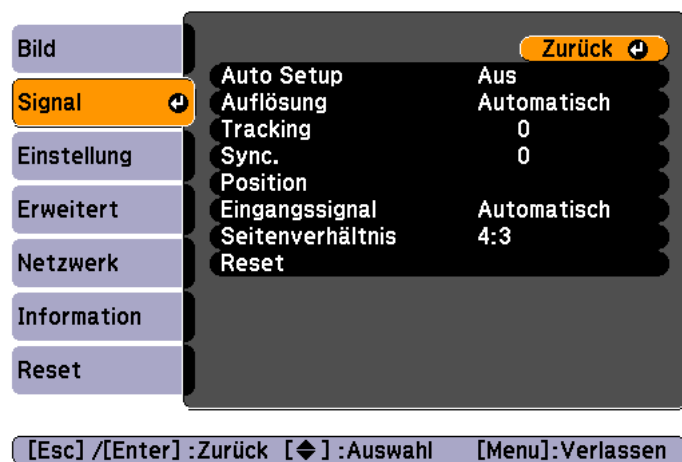 Bild
Signal
Einstellung
Erweitert
Netzwerk
Information
Reset
Zurück
Auto Setup Aus
Auflösung Automatisch
Tracking 0
Sync. 0
Position
Eingangssignal Automatisch
Seitenverhältnis 4:3
Reset
[Esc] /[Enter] :Zurück [◆] :Auswahl [Menu]:Verlassen